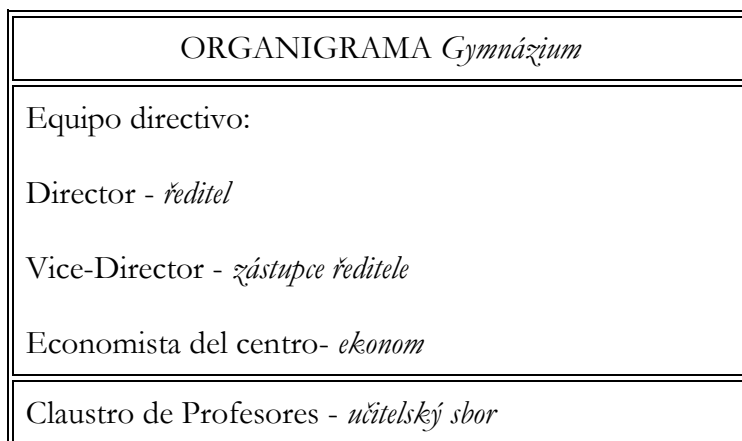 ORGANIGRAMA Gymnázium
Equipo directivo:
Director - ředitel
Vice-Director - zástupce ředitele
Economista del centro- ekonom
Claustro de Profesores - učitelský sbor